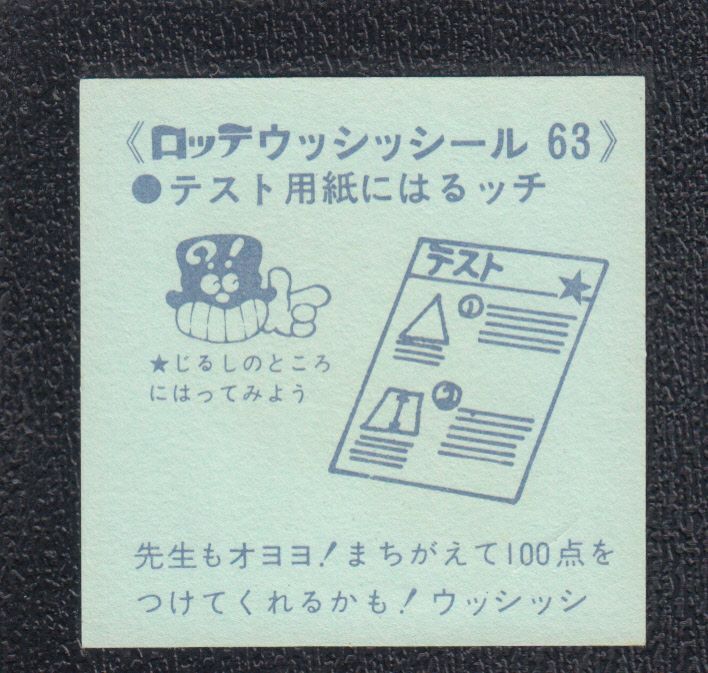 《ロッテウッシッシール 63》
●テスト用紙にはるッチ
?!
テスト
★
①
②
★じるしのところ
にはってみよう
先生もオヨヨ!まちがえて100点を
つけてくれるかも!ウッシッシ